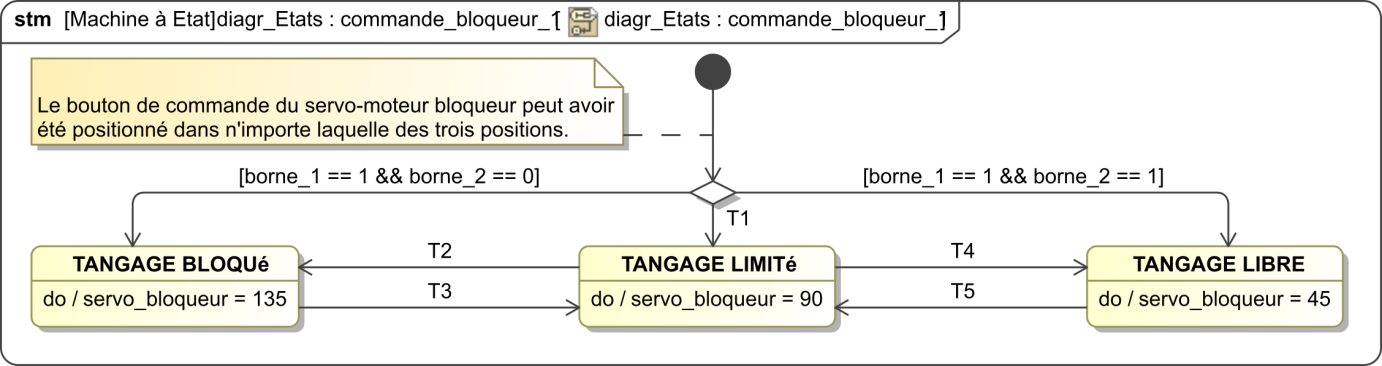 stm [Machine à Etat]diagr_Etats : commande_bloqueur_1[ diagr_Etats : commande_bloqueur_1]
Le bouton de commande du servo-moteur bloqueur peut avoir
été positionné dans n'importe laquelle des trois positions.
[borne_1 == 1 && borne_2 == 0]
[borne_1 == 1 && borne_2 == 1]
T1
TANGAGE BLOQUé
do / servo_bloqueur = 135
T2
T3
TANGAGE LIMITé
do / servo_bloqueur = 90
T4
T5
TANGAGE LIBRE
do / servo_bloqueur = 45